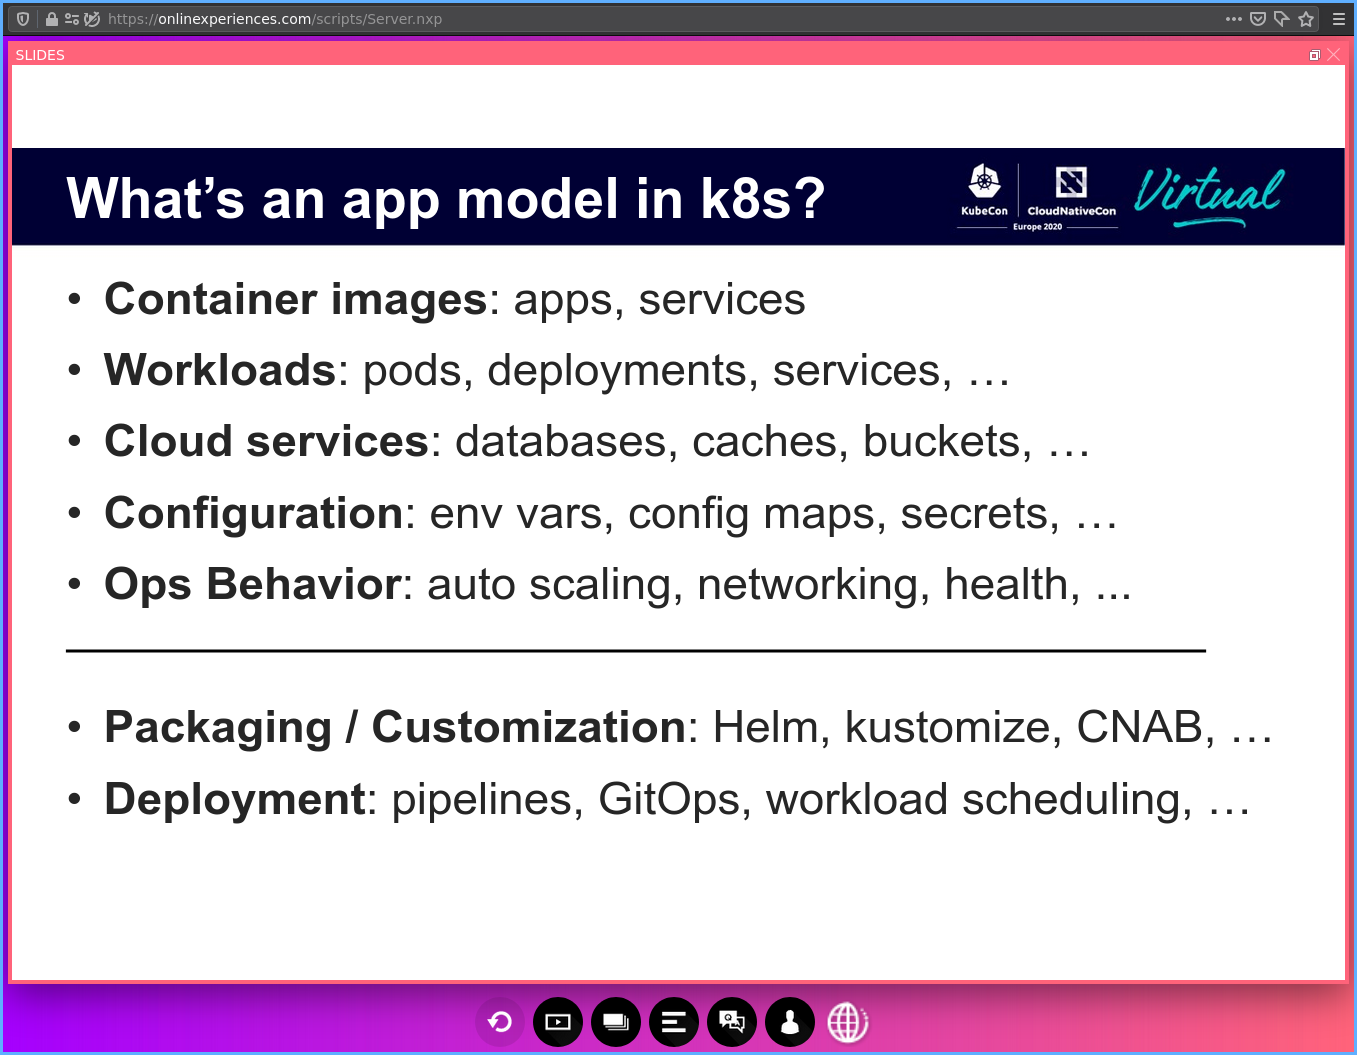 https://onlinexperiences.com/scripts/Server.nxp
SLIDES
What’s an app model in k8s?
KubeCon
CloudNativeCon
Europe 2020
Virtual
• Container images: apps, services
• Workloads: pods, deployments, services, …
• Cloud services: databases, caches, buckets, …
• Configuration: env vars, config maps, secrets, …
• Ops Behavior: auto scaling, networking, health, ...
• Packaging / Customization: Helm, kustomize, CNAB, …
• Deployment: pipelines, GitOps, workload scheduling, …